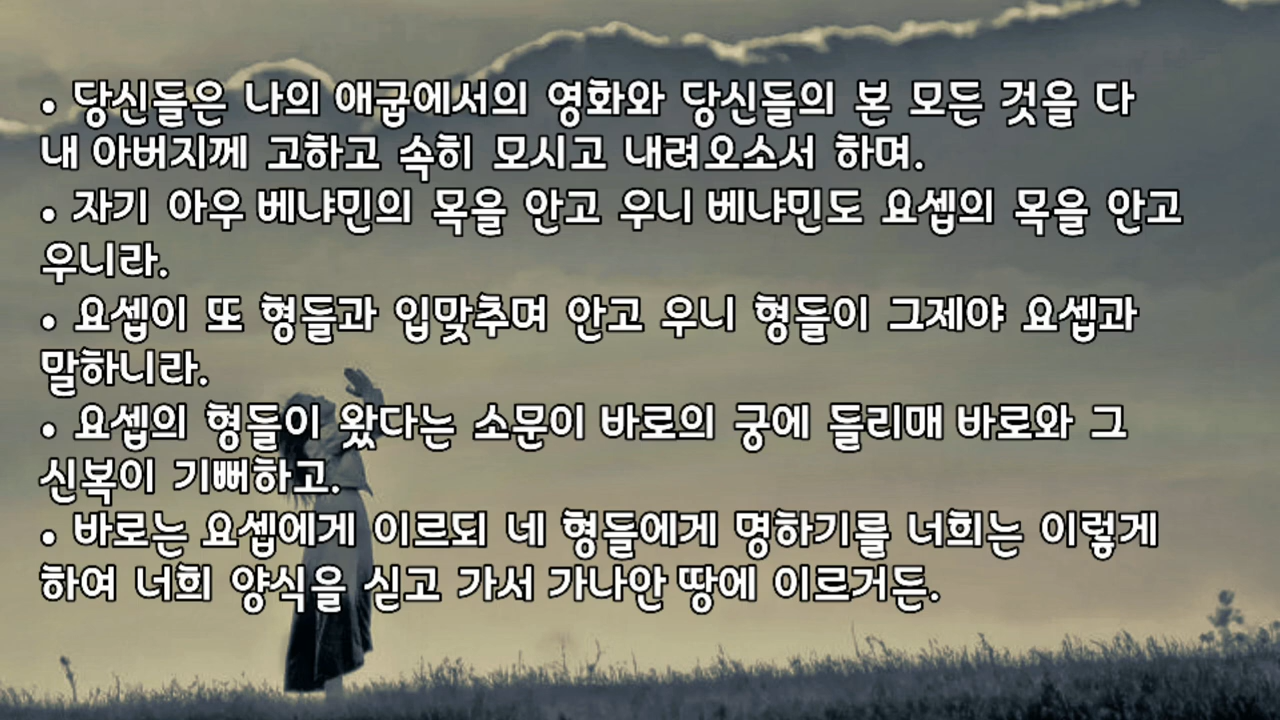 • 당신들은 나의 애굽에서의 영화와 당신들의 본 모든 것을 다
내 아버지께 고하고 속히 모시고 내려오소서 하며.
• 자기 아우 베냐민의 목을 안고 우니 베냐민도 요셉의 목을 안고
우니라.
• 요셉이 또 형들과 입맞추며 안고 우니 형들이 그제야 요셉과
말하니라.
• 요셉의 형들이 왔다는 소문이 바로의 궁에 들리매 바로와 그
신복이 기뻐하고.
• 바로는 요셉에게 이르되 네 형들에게 명하기를 너희는 이렇게
하여 너희 양식을 싣고 가서 가나안 땅에 이르거든.